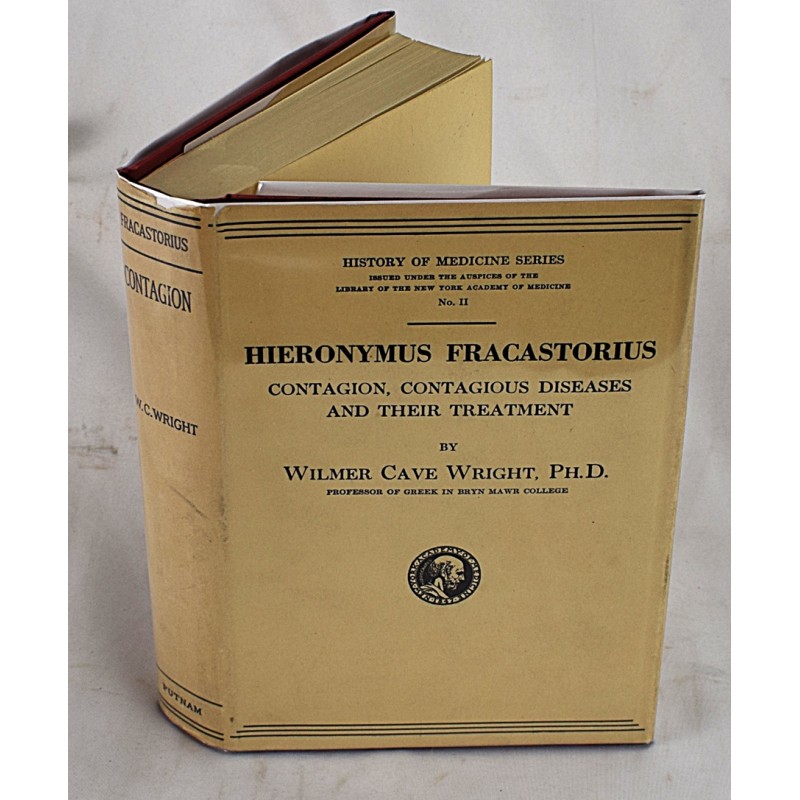 FRACASTORIUS
CONTAGION
W. C. WRIGHT
PUTNAM
HISTORY OF MEDICINE SERIES
ISSUED UNDER THE AUSPICES OF THE
LIBRARY OF THE NEW YORK ACADEMY OF MEDICINE
No. II
HIERONYMUS FRACASTORIUS
CONTAGION, CONTAGIOUS DISEASES
AND THEIR TREATMENT
BY
WILMER CAVE WRIGHT, PH.D.
PROFESSOR OF GREEK IN BRYN MAWR COLLEGE